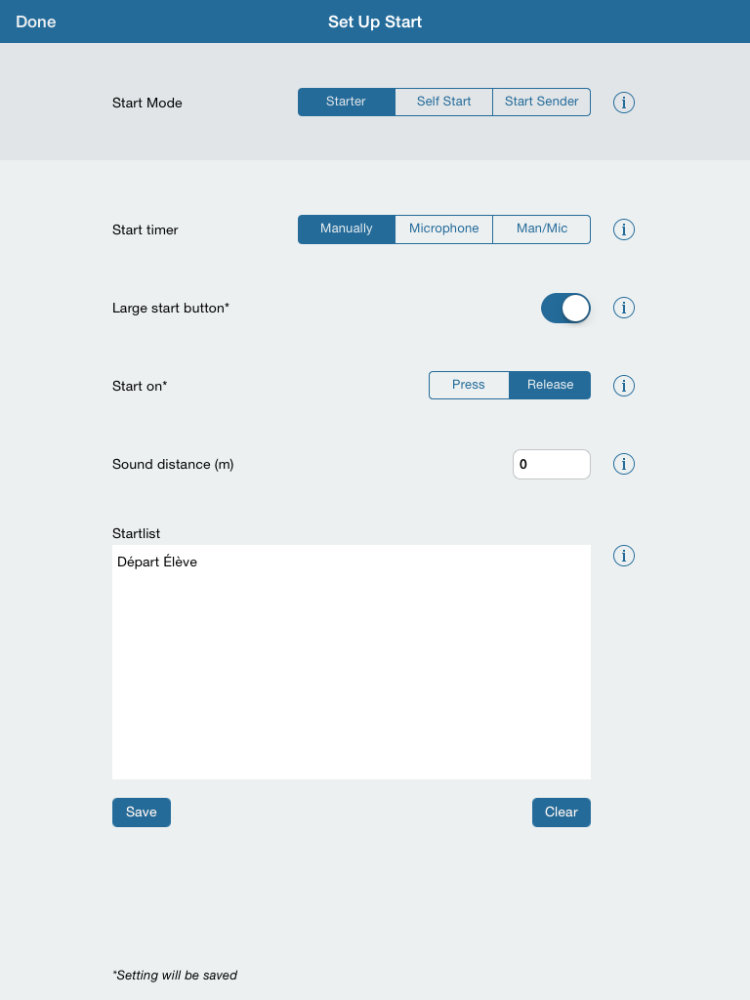 Done Set Up Start
Start Mode Starter Self Start Start Sender i
Start timer Manually Microphone Man/Mic i
Large start button* i
Start on* Press Release i
Sound distance (m) 0 i
Startlist
Départ Élève i
Save Clear
*Setting will be saved